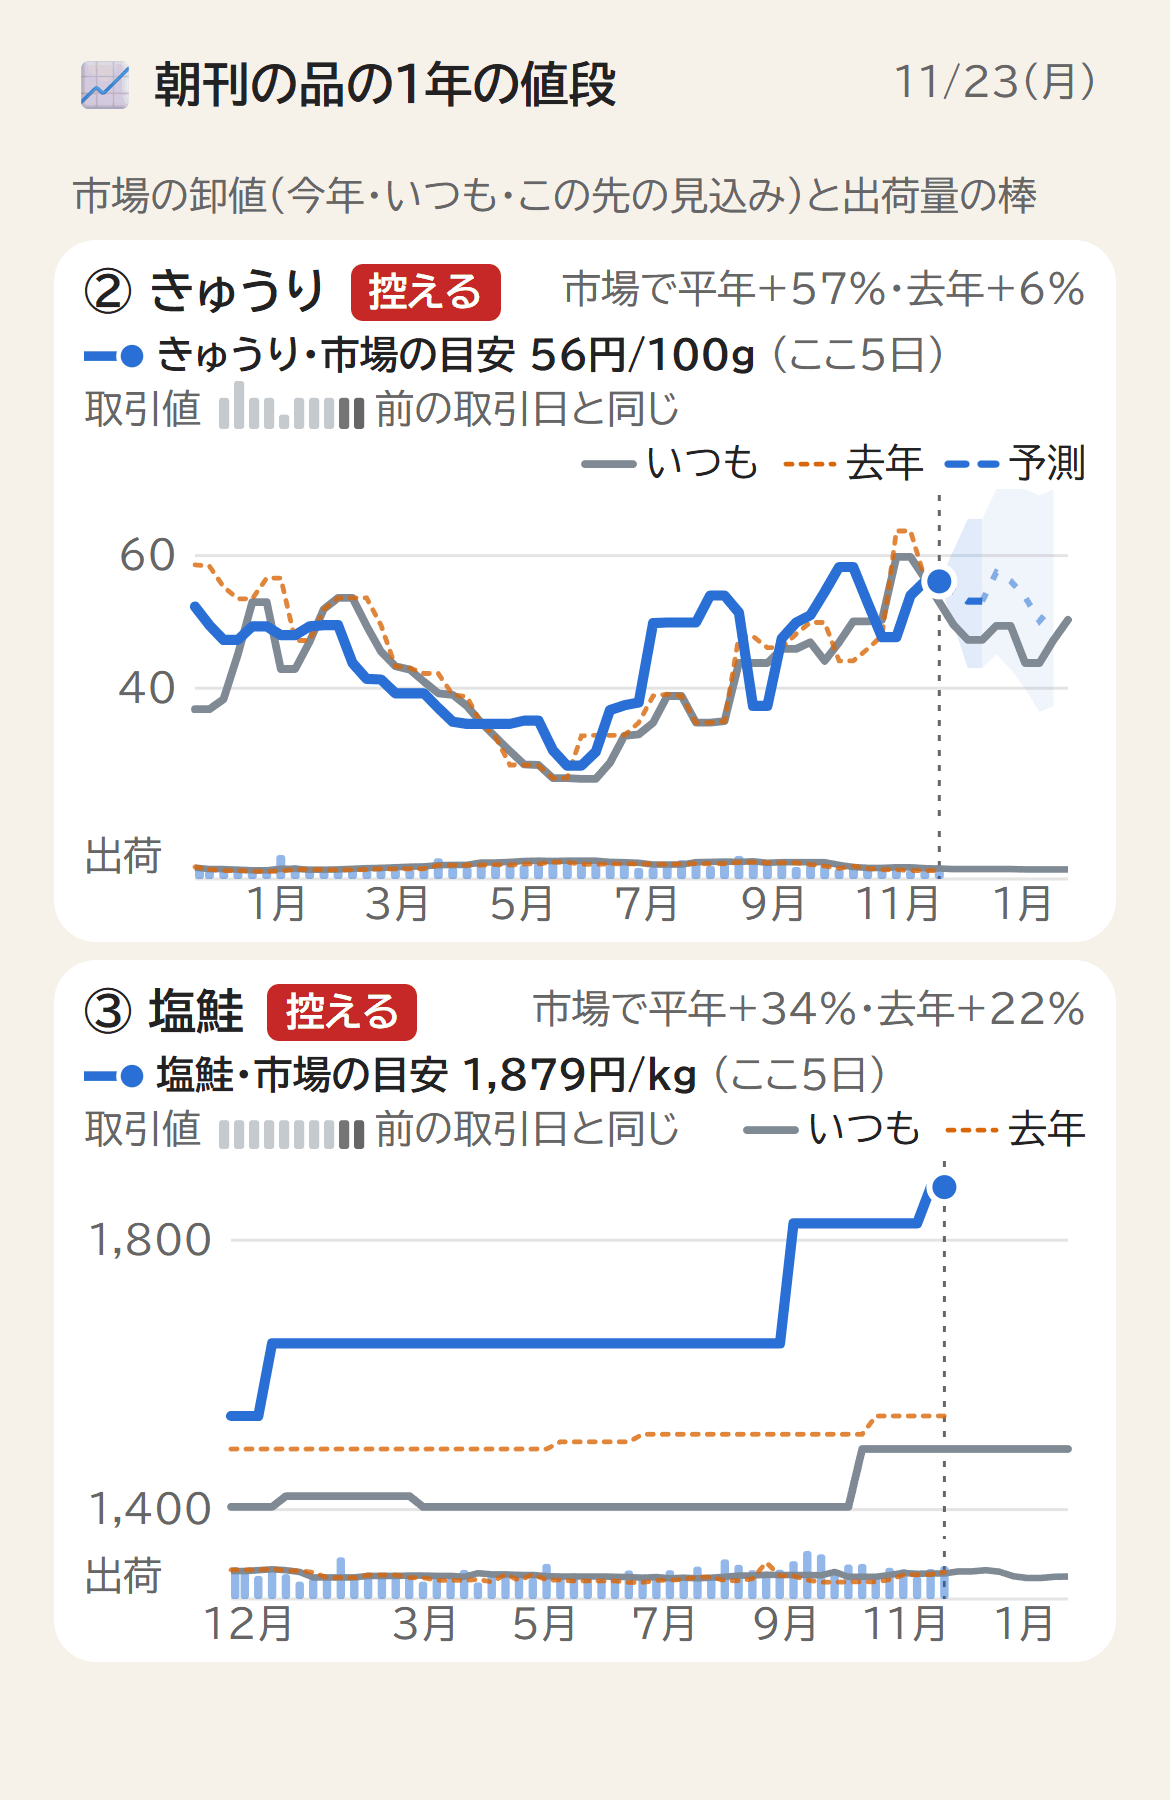 朝刊の品の1年の値段
11/23(月)
市場の卸値(今年・いつも・この先の見込み)と出荷量の棒
② きゅうり 控える 市場で平年+57%・去年+6%
きゅうり・市場の目安 56円/100g (ここ5日)
取引値 前の取引日と同じ
いつも 去年 予測
60
40
出荷
1月 3月 5月 7月 9月 11月 1月
③ 塩鮭 控える 市場で平年+34%・去年+22%
塩鮭・市場の目安 1,879円/kg (ここ5日)
取引値 前の取引日と同じ いつも 去年
1,800
1,400
出荷
12月 3月 5月 7月 9月 11月 1月